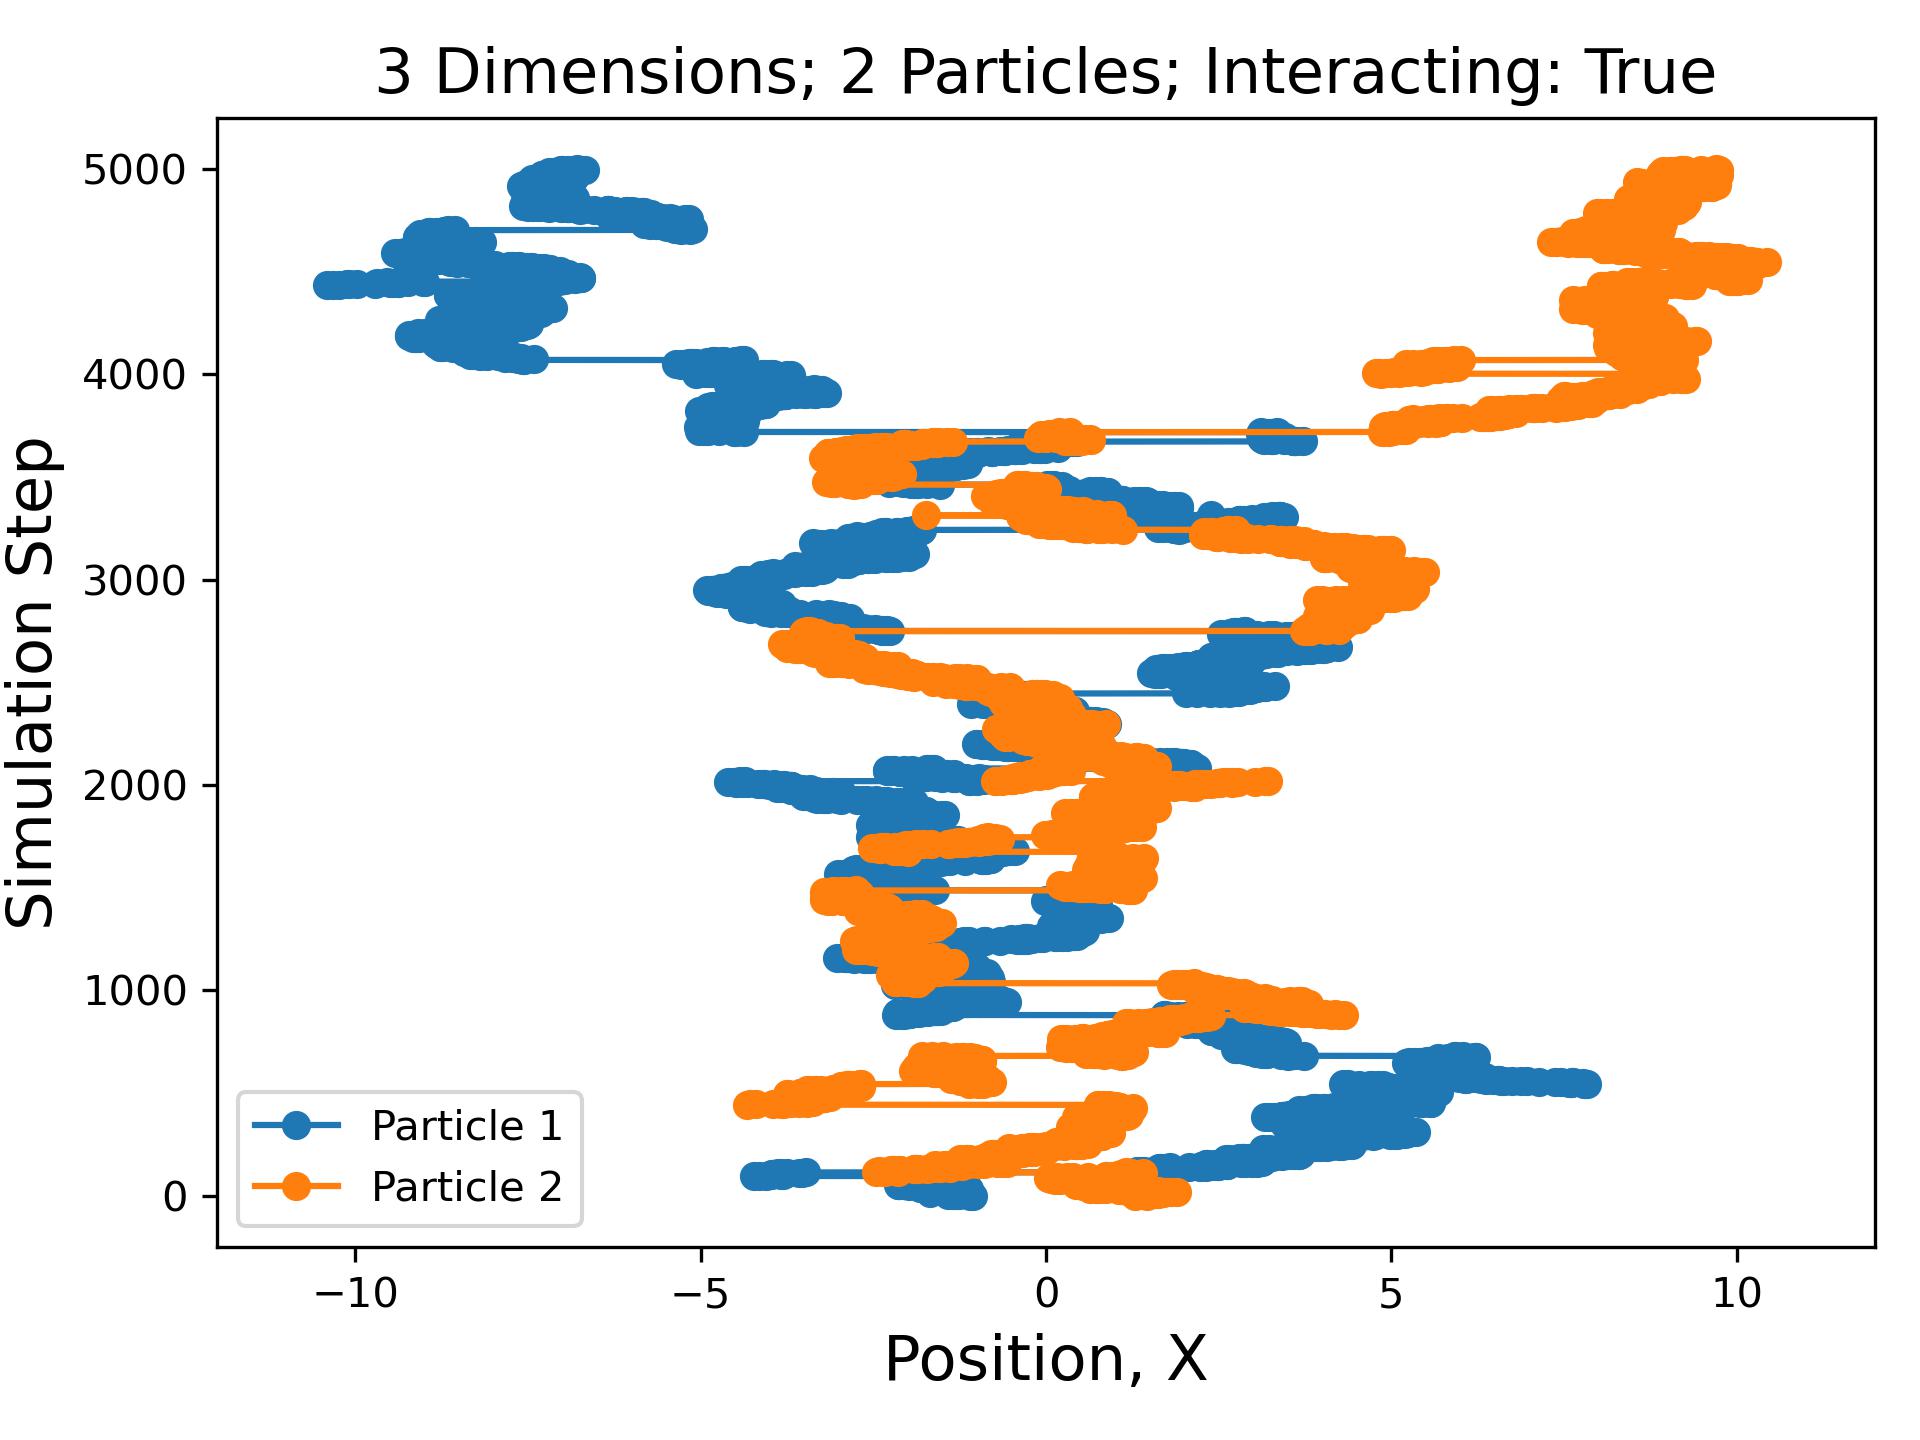 3 Dimensions; 2 Particles; Interacting: True
Simulation Step
5000
4000
3000
2000
1000
0
Particle 1
Particle 2
−10
−5
0
5
10
Position, X